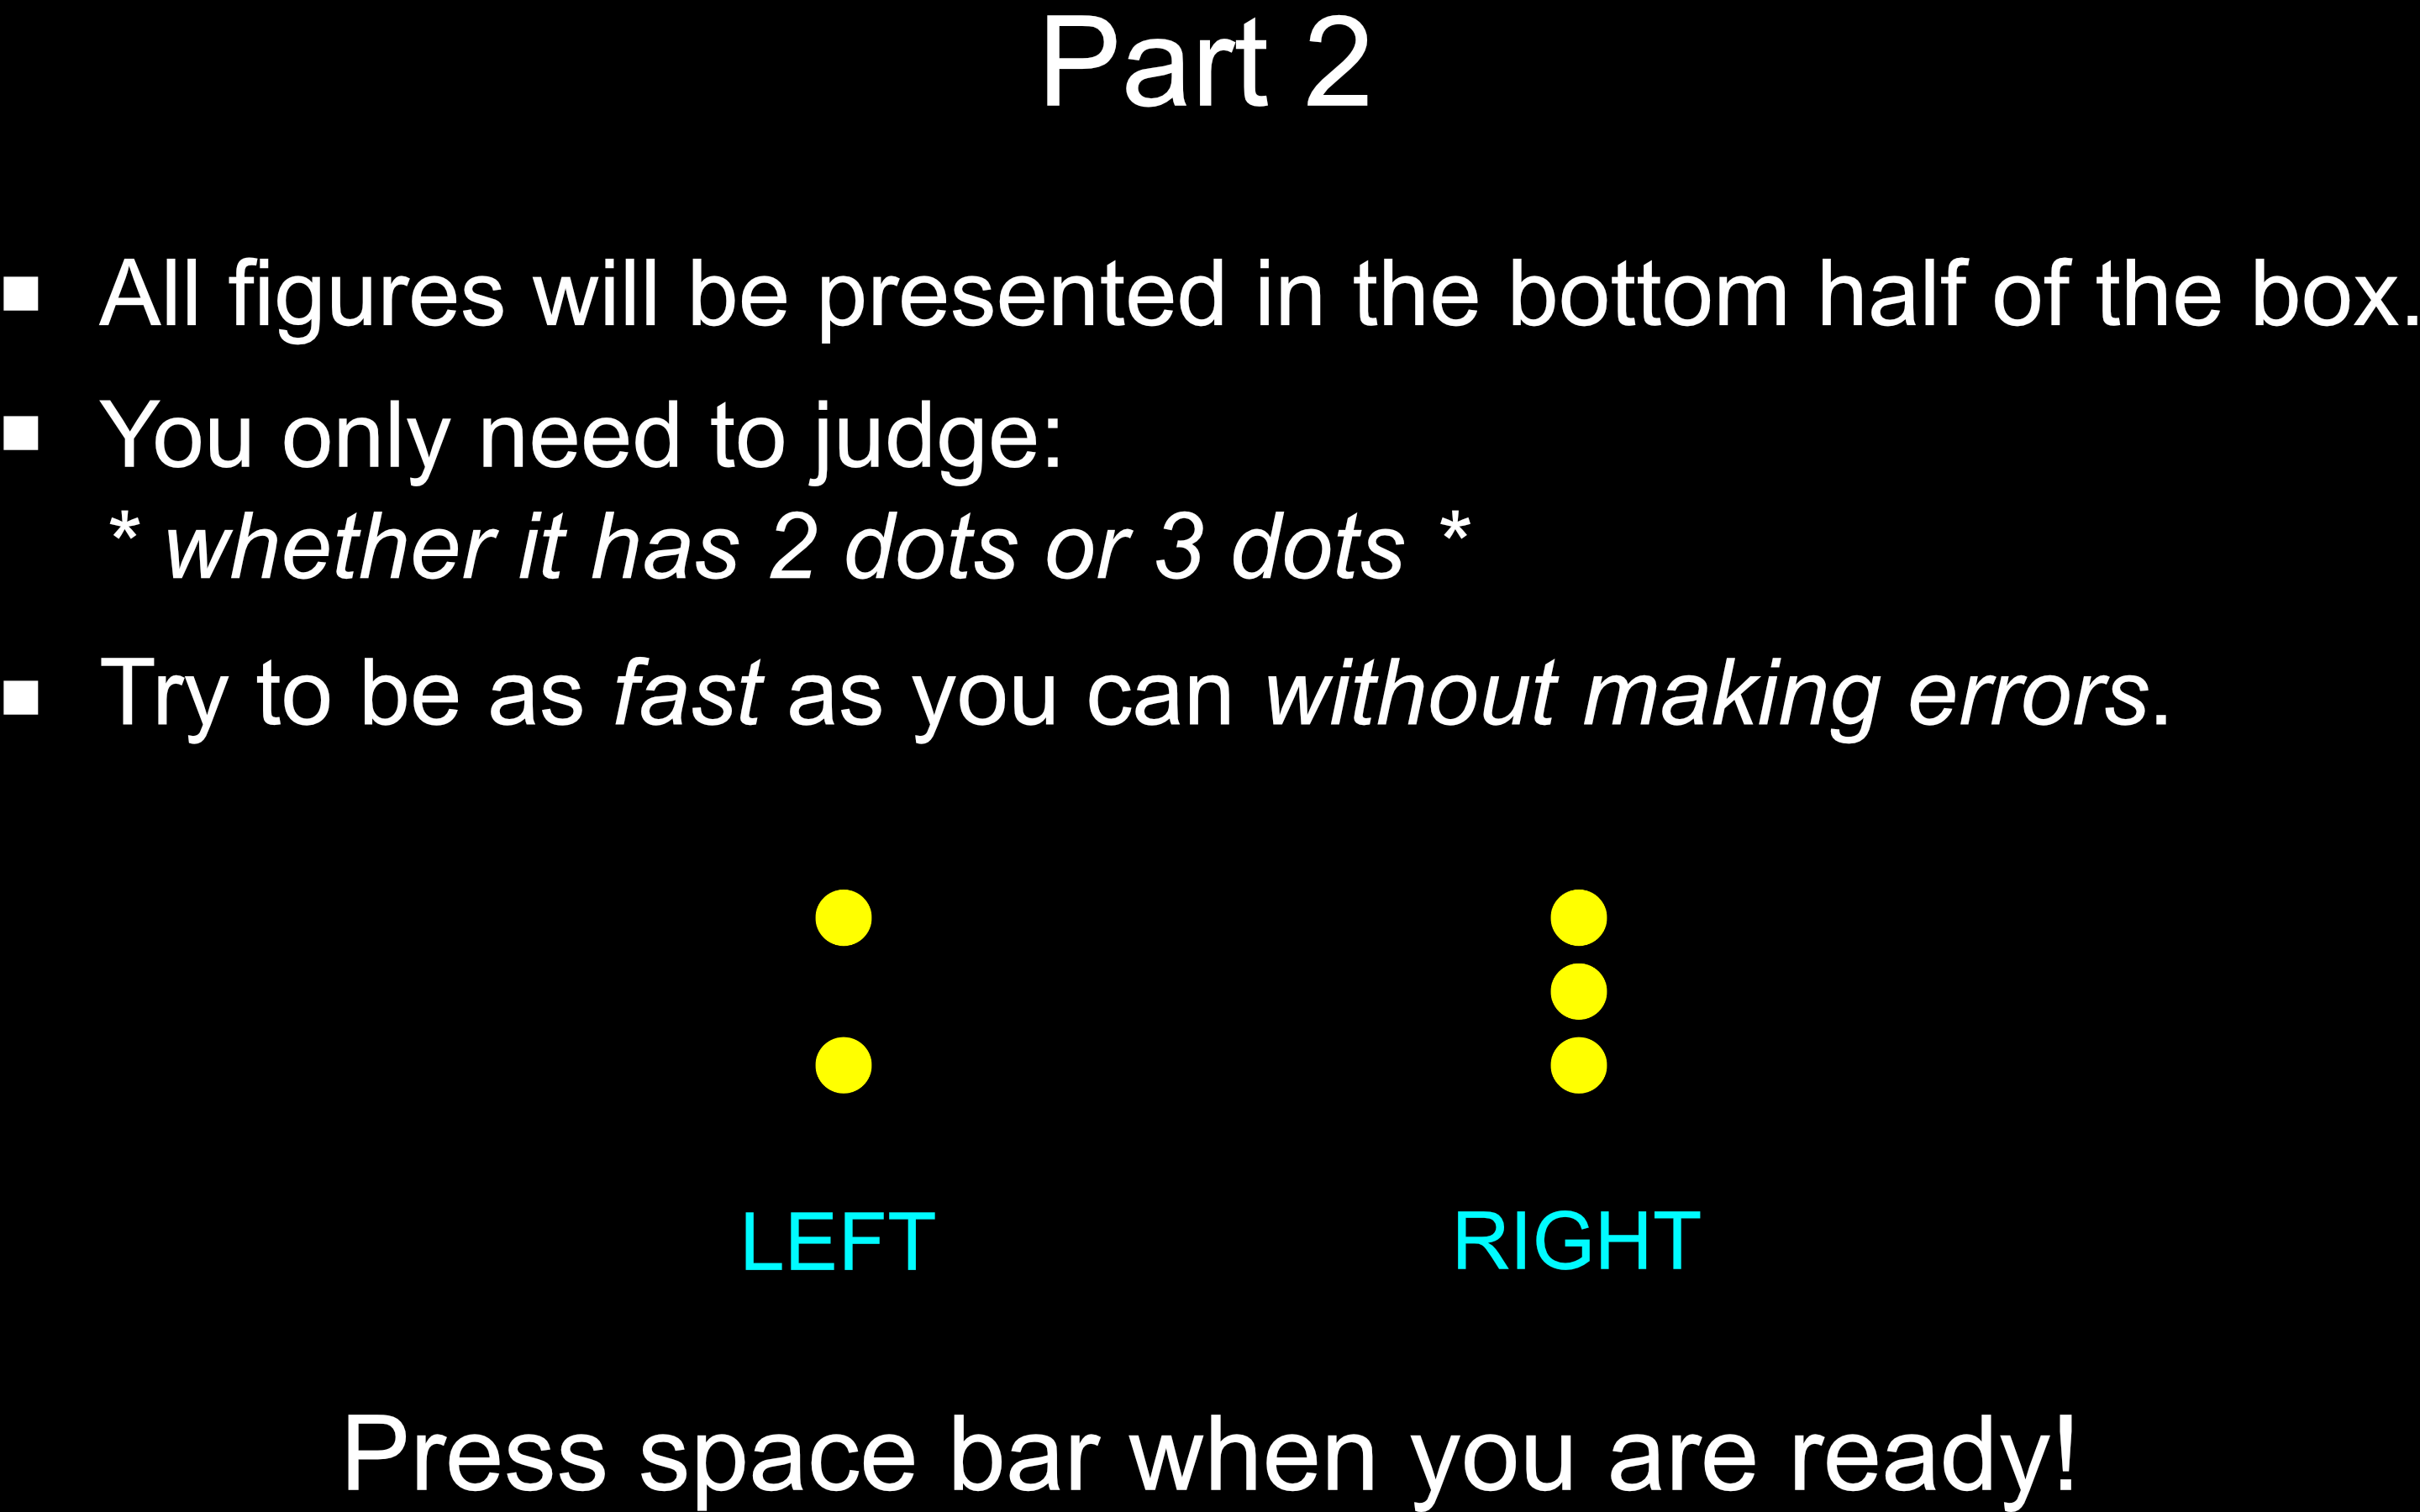 Part 2
▪ All figures will be presented in the bottom half of the box.
▪ You only need to judge:
* whether it has 2 dots or 3 dots *
▪ Try to be as fast as you can without making errors.
LEFT RIGHT
Press space bar when you are ready!